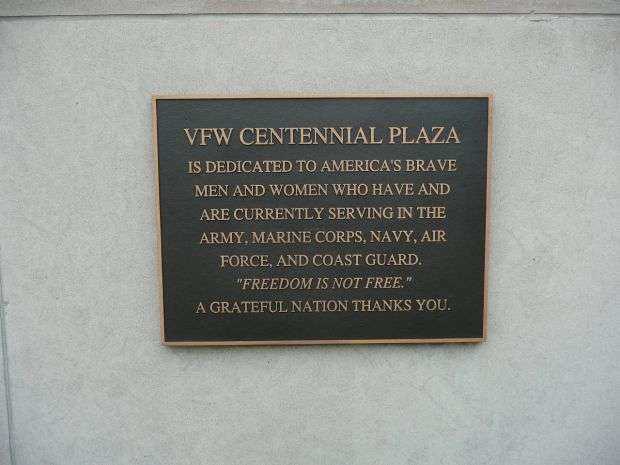 VFW CENTENNIAL PLAZA
IS DEDICATED TO AMERICA'S BRAVE
MEN AND WOMEN WHO HAVE AND
ARE CURRENTLY SERVING IN THE
ARMY, MARINE CORPS, NAVY, AIR
FORCE, AND COAST GUARD.
"FREEDOM IS NOT FREE."
A GRATEFUL NATION THANKS YOU.